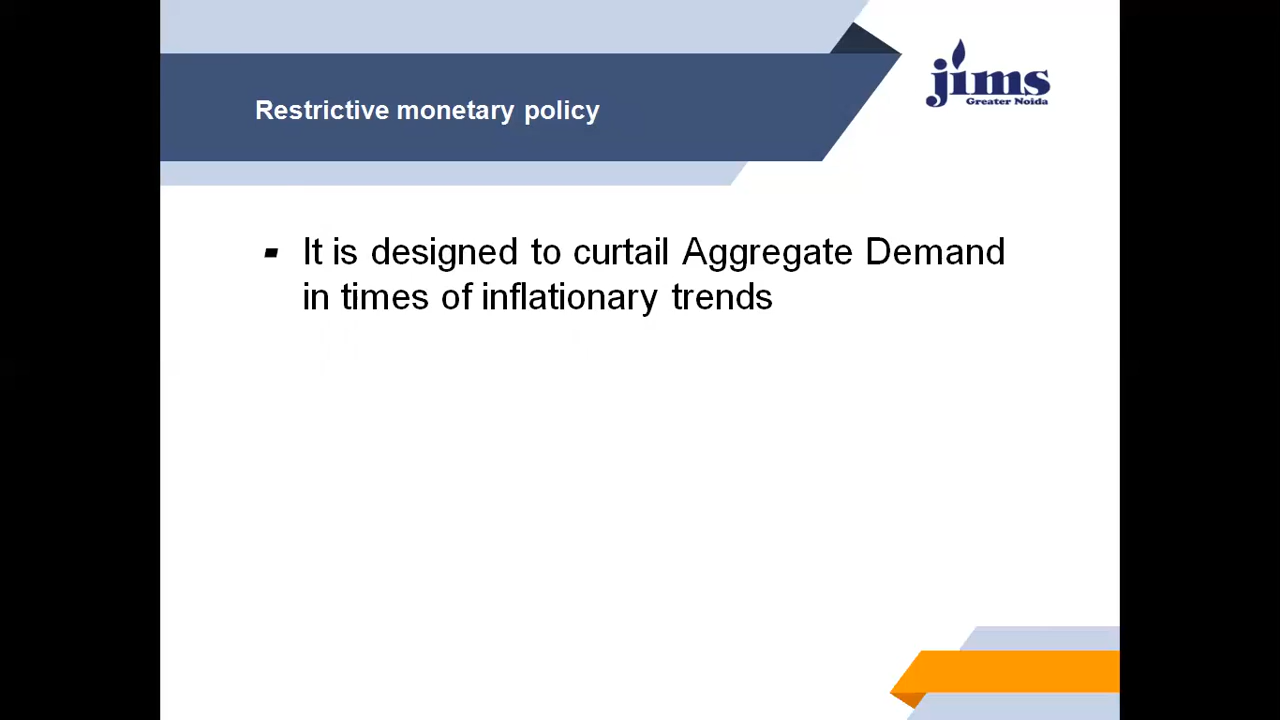 jims
Greater Noida
Restrictive monetary policy
It is designed to curtail Aggregate Demand
in times of inflationary trends